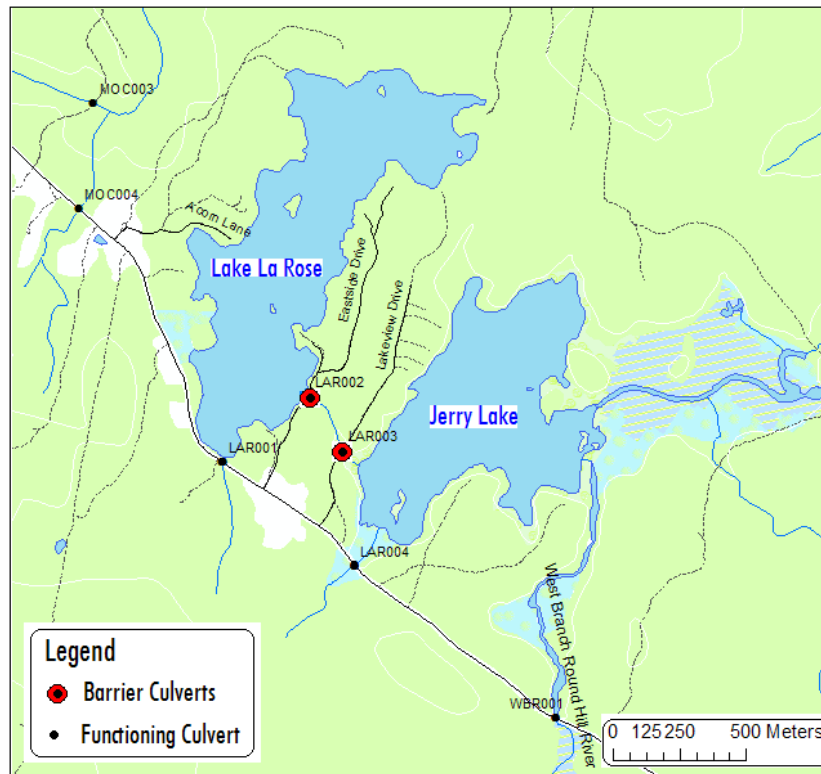 MOC003
MOC004
Acorn Lane
Lake La Rose
Eastside Drive
Lakeview Drive
LAR002
Jerry Lake
LAR003
LAR001
LAR004
West Branch Round Hill River
WBR001
Legend
Barrier Culverts
Functioning Culvert
0 125 250 500 Meters